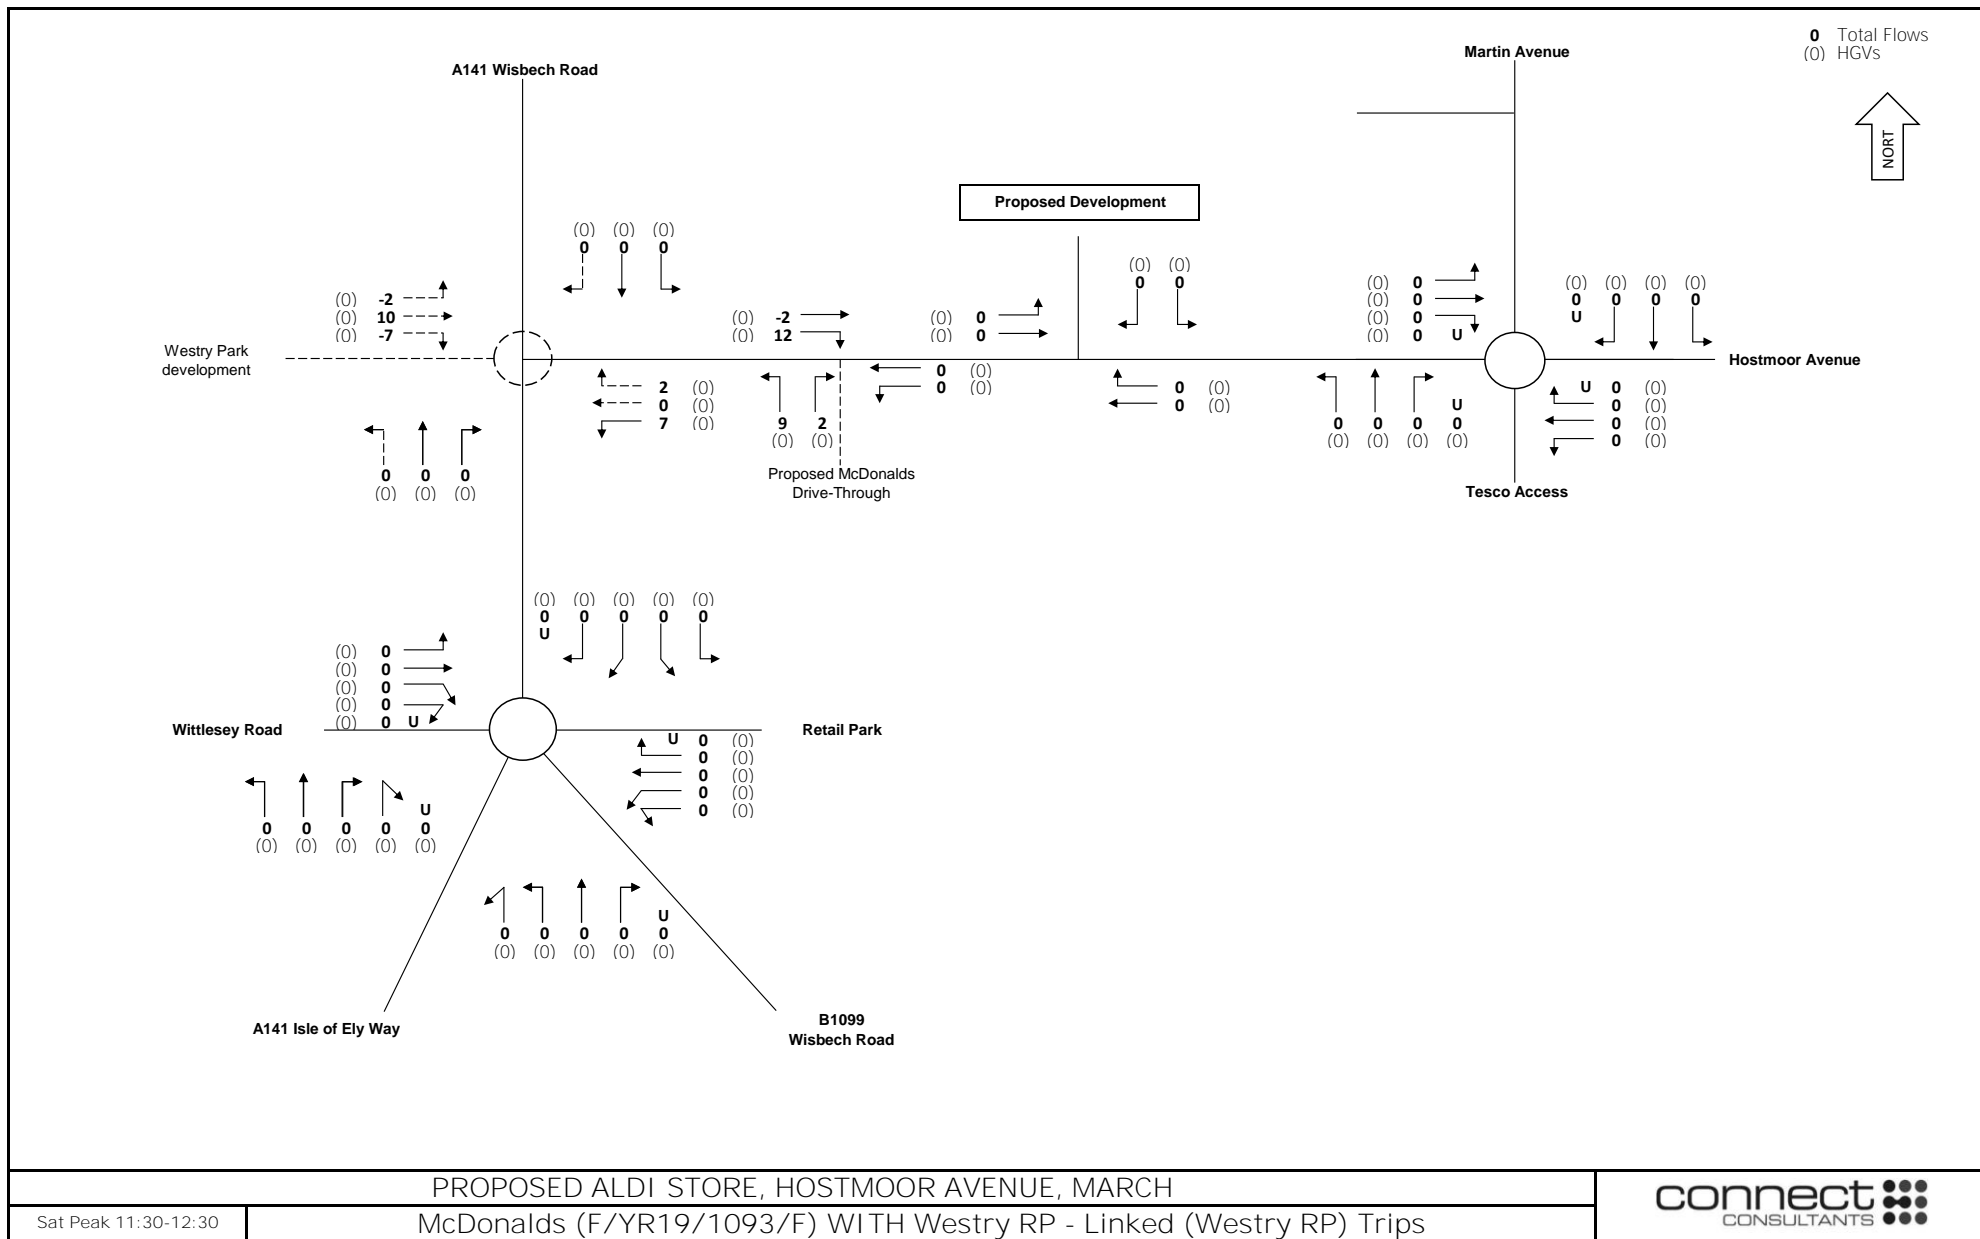 0 Total Flows
(0) HGVs
NORT
A141 Wisbech Road
Martin Avenue
Proposed Development
(0) (0) (0)
0 0 0
(0) -2
(0) 10
(0) -7
Westry Park
development
2 (0)
0 (0)
7 (0)
0 0 0
(0) (0) (0)
(0) -2
(0) 12
9 2
(0) (0)
Proposed McDonalds
Drive-Through
(0) 0
(0) 0
0 (0)
0 (0)
(0) (0)
0 0
0 (0)
0 (0)
(0) 0
(0) 0
(0) 0
(0) 0 U
(0) (0) (0) (0)
0 0 0 0
U
Hostmoor Avenue
U
0 0 0 0
(0) (0) (0) (0)
U 0 (0)
0 (0)
0 (0)
0 (0)
Tesco Access
(0) (0) (0) (0) (0)
0 0 0 0 0
U
(0) 0
(0) 0
(0) 0
(0) 0
(0) 0 U
Wittlesey Road
Retail Park
U 0 (0)
0 (0)
0 (0)
0 (0)
0 (0)
U
0 0 0 0 0
(0) (0) (0) (0) (0)
U
0 0 0 0 0
(0) (0) (0) (0) (0)
A141 Isle of Ely Way
B1099
Wisbech Road
PROPOSED ALDI STORE, HOSTMOOR AVENUE, MARCH
Sat Peak 11:30-12:30
McDonalds (F/YR19/1093/F) WITH Westry RP - Linked (Westry RP) Trips
connect
CONSULTANTS